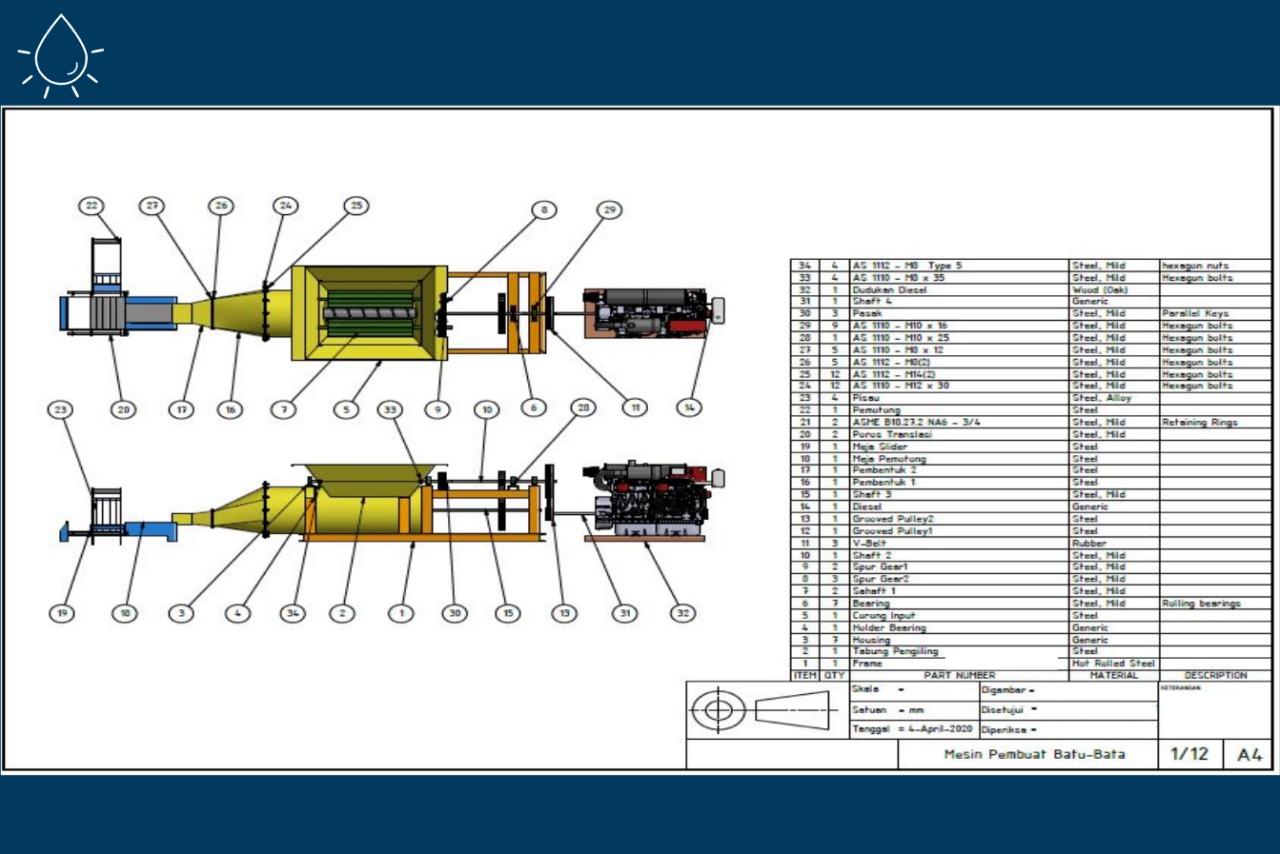 22 27 26 24 25 8 29
23 20 17 16 7 5 33 9 10 6 28 11 14
19 18 3 4 34 2 1 30 15 13 31 32
34 4 AS 1112 - M8 Type 5 Steel, Mild hexagon nuts
33 4 AS 1110 - M8 x 35 Steel, Mild Hexagon bolts
32 1 Dudukan Diesel Wood (Oak)
31 1 Shaft 4 Generic
30 3 Pasak Steel, Mild Parallel Keys
29 9 AS 1110 - M10 x 16 Steel, Mild Hexagon bolts
28 1 AS 1110 - M10 x 25 Steel, Mild Hexagon bolts
27 5 AS 1110 - M8 x 12 Steel, Mild Hexagon bolts
26 5 AS 1112 - M8(2) Steel, Mild Hexagon bolts
25 12 AS 1112 - M14(2) Steel, Mild Hexagon bolts
24 12 AS 1110 - M12 x 30 Steel, Mild Hexagon bolts
23 4 Pisau Steel, Alloy
22 1 Pemotong Steel
21 2 ASME B18.27.2 NA6 - 3/4 Steel, Mild Retaining Rings
20 2 Poros Translasi Steel, Mild
19 1 Meja Slider Steel
18 1 Meja Pemotong Steel
17 1 Pembentuk 2 Steel
16 1 Pembentuk 1 Steel
15 1 Shaft 3 Steel, Mild
14 1 Diesel Generic
13 1 Grooved Pulley2 Steel
12 1 Grooved Pulley1 Steel
11 3 V-Belt Rubber
10 1 Shaft 2 Steel, Mild
9 2 Spur Gear1 Steel, Mild
8 3 Spur Gear2 Steel, Mild
7 2 Sahaft 1 Steel, Mild
6 7 Bearing Steel, Mild Rolling bearings
5 1 Corong Input Steel
4 1 Holder Bearing Generic
3 7 Housing Generic
2 1 Tabung Pengiling Steel
1 1 Frame Hot Rolled Steel
ITEM QTY PART NUMBER MATERIAL DESCRIPTION
Skala = Digambar = KETERANGAN
Satuan = mm Disetujui =
Tanggal = 4-April-2020 Diperiksa =
Mesin Pembuat Batu-Bata 1/12 A4